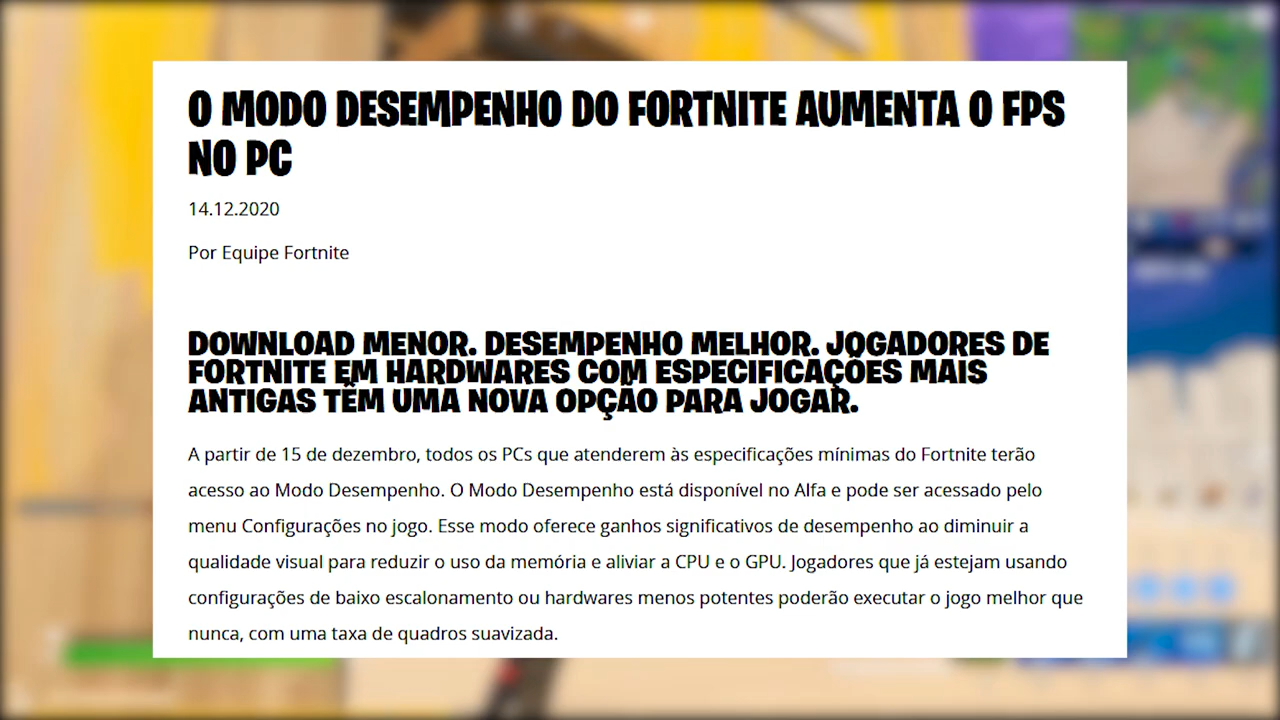 O MODO DESEMPENHO DO FORTNITE AUMENTA O FPS
NO PC
14.12.2020
Por Equipe Fortnite
DOWNLOAD MENOR. DESEMPENHO MELHOR. JOGADORES DE
FORTNITE EM HARDWARES COM ESPECIFICAÇÕES MAIS
ANTIGAS TÊM UMA NOVA OPÇÃO PARA JOGAR.
A partir de 15 de dezembro, todos os PCs que atenderem às especificações mínimas do Fortnite terão
acesso ao Modo Desempenho. O Modo Desempenho está disponível no Alfa e pode ser acessado pelo
menu Configurações no jogo. Esse modo oferece ganhos significativos de desempenho ao diminuir a
qualidade visual para reduzir o uso da memória e aliviar a CPU e o GPU. Jogadores que já estejam usando
configurações de baixo escalonamento ou hardwares menos potentes poderão executar o jogo melhor que
nunca, com uma taxa de quadros suavizada.